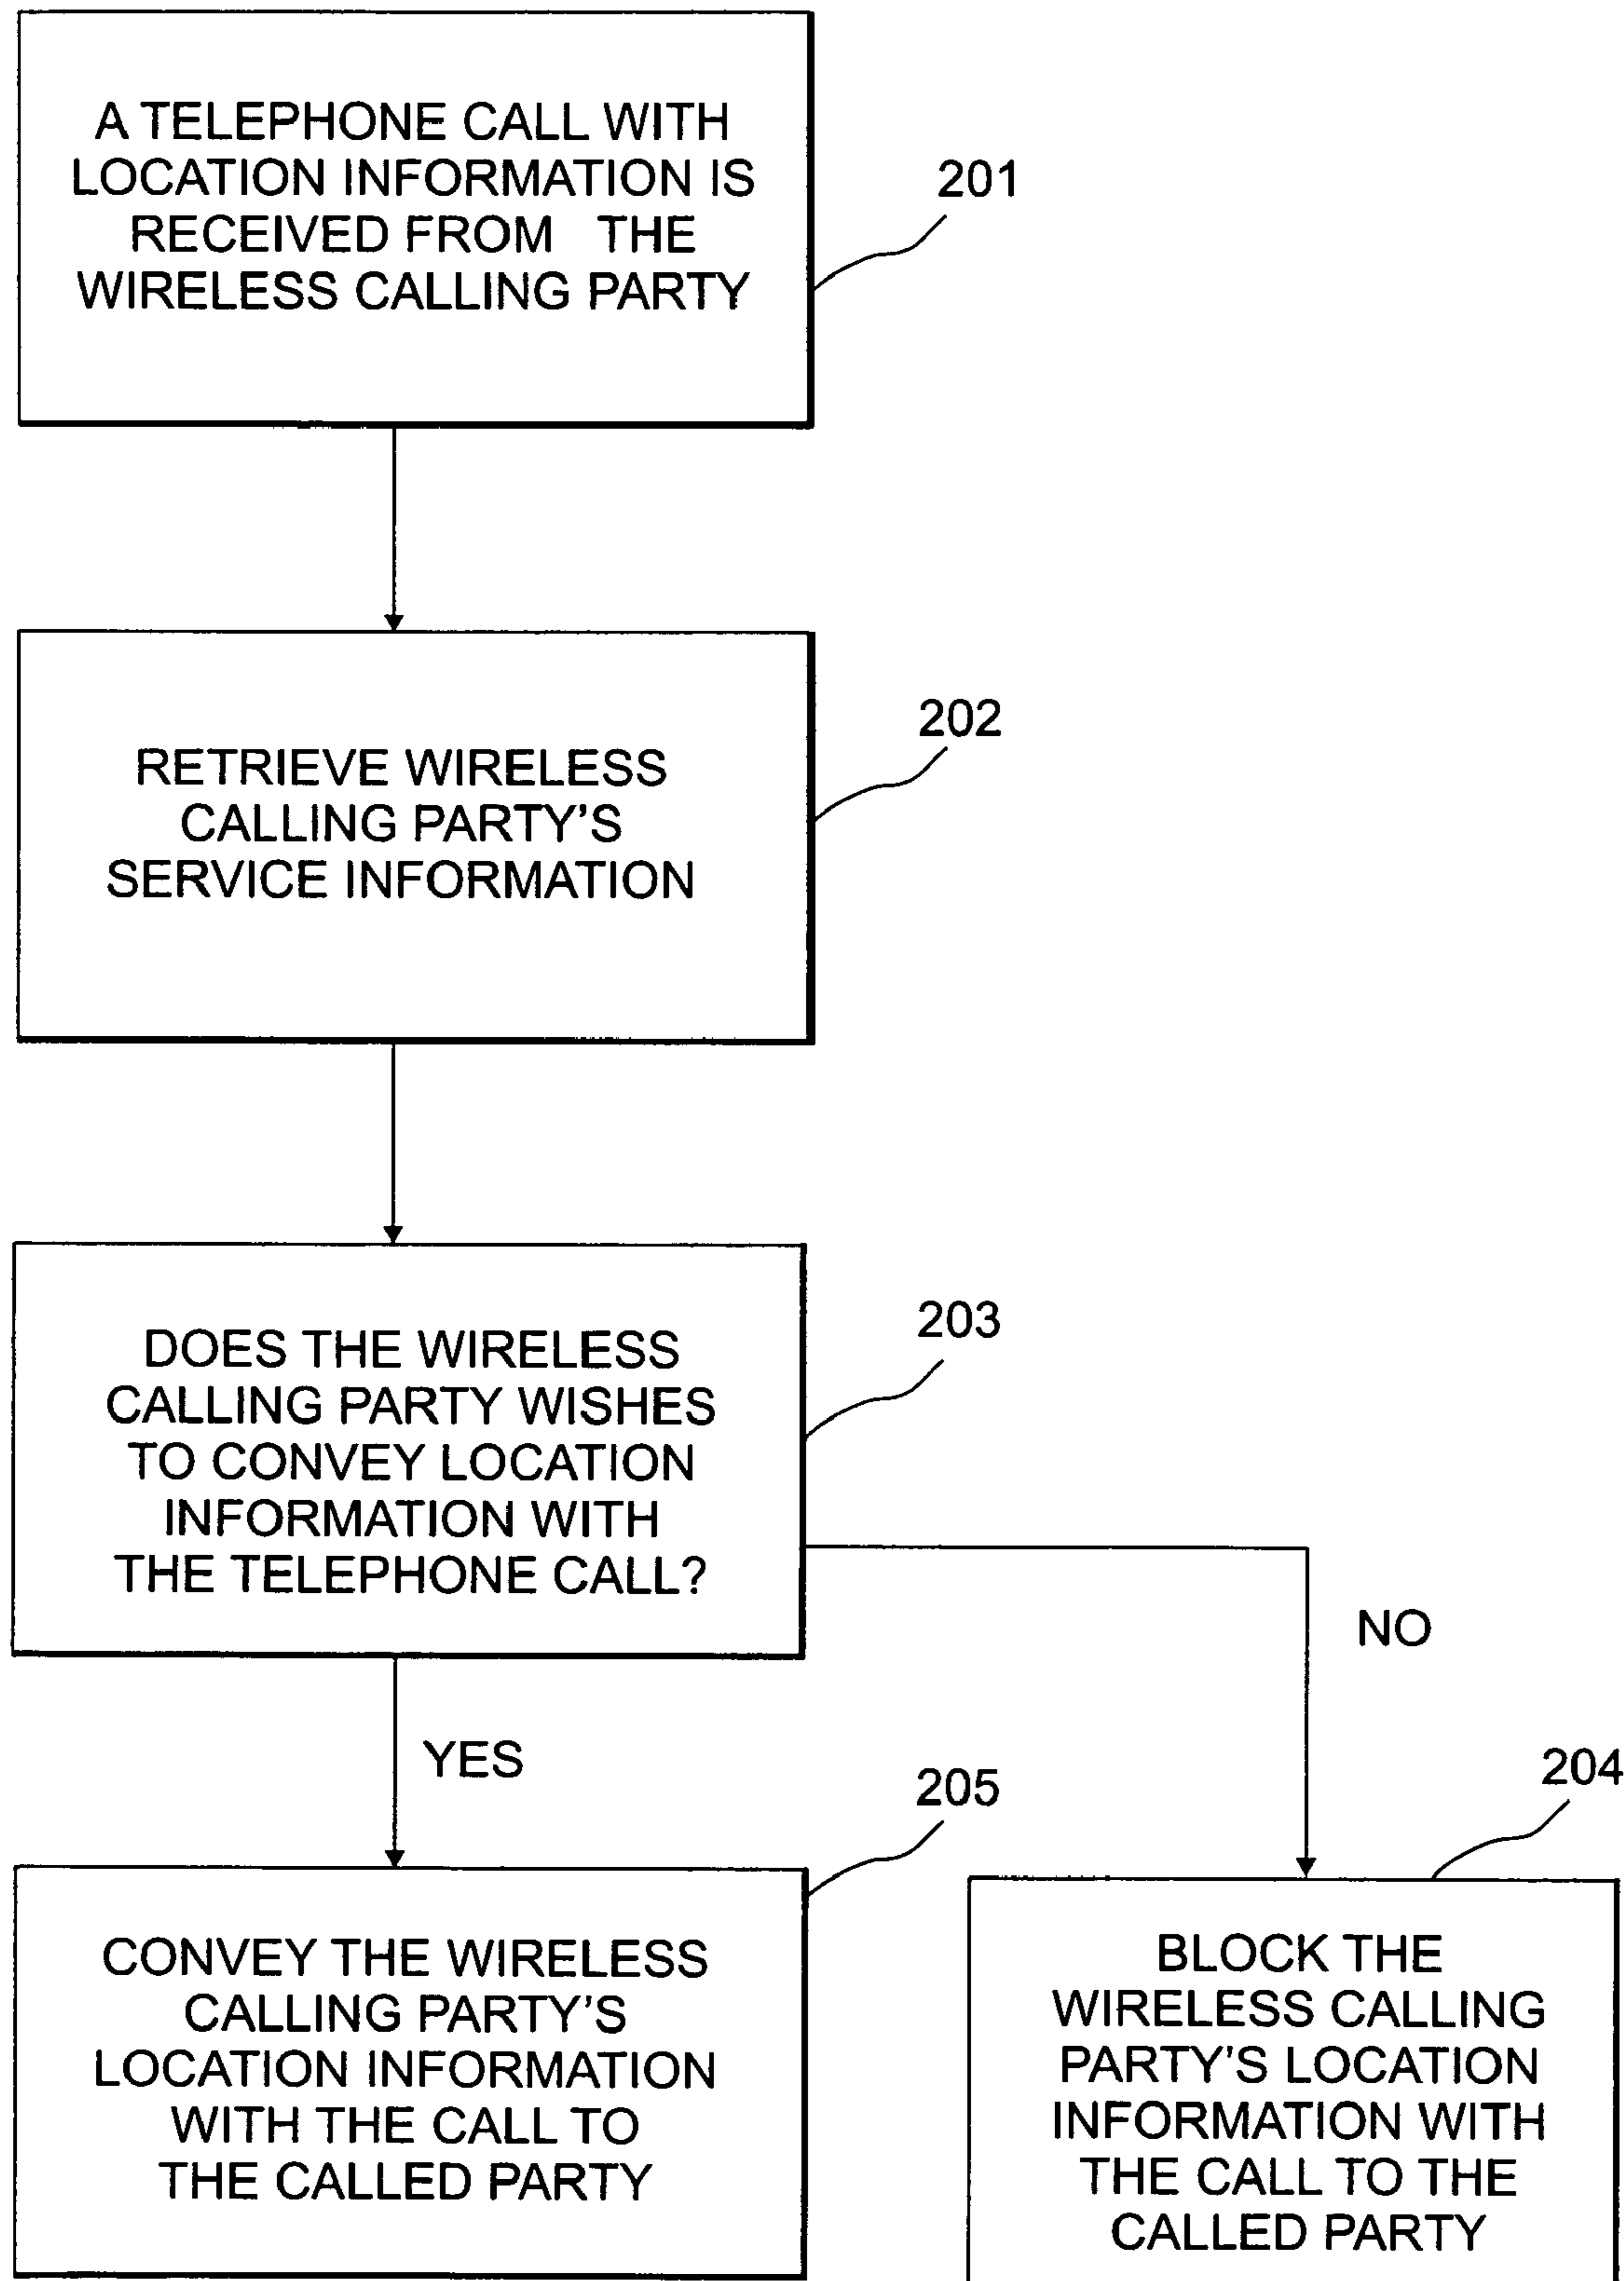 A TELEPHONE CALL WITH
LOCATION INFORMATION IS
RECEIVED FROM THE
WIRELESS CALLING PARTY
201
RETRIEVE WIRELESS
CALLING PARTY'S
SERVICE INFORMATION
202
DOES THE WIRELESS
CALLING PARTY WISHES
TO CONVEY LOCATION
INFORMATION WITH
THE TELEPHONE CALL?
203
NO
YES
205
CONVEY THE WIRELESS
CALLING PARTY'S
LOCATION INFORMATION
WITH THE CALL TO
THE CALLED PARTY
204
BLOCK THE
WIRELESS CALLING
PARTY'S LOCATION
INFORMATION WITH
THE CALL TO THE
CALLED PARTY